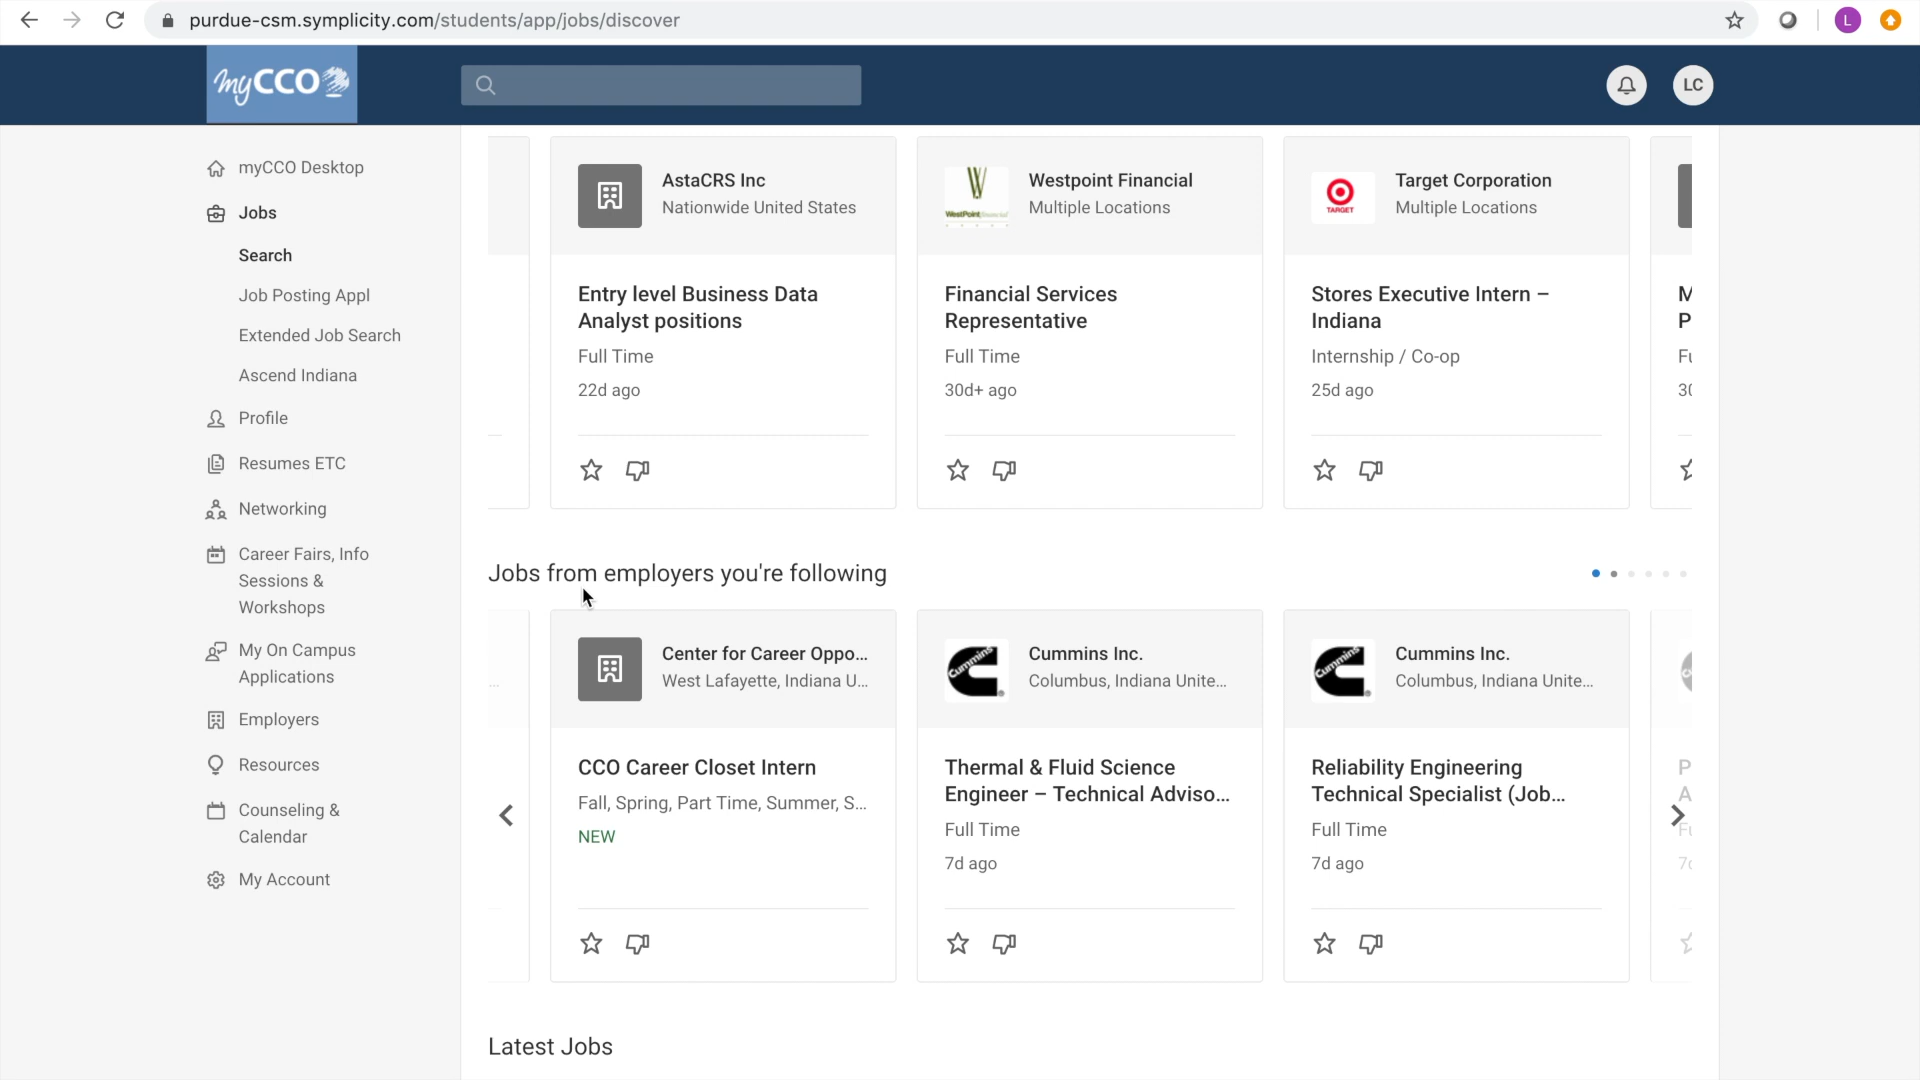 purdue-csm.symplicity.com/students/app/jobs/discover
L
myCCO
LC
myCCO Desktop
Jobs
Search
Job Posting Appl
Extended Job Search
Ascend Indiana
Profile
Resumes ETC
Networking
Career Fairs, Info
Sessions &
Workshops
My On Campus
Applications
Employers
Resources
Counseling &
Calendar
My Account
AstaCRS Inc
Nationwide United States
Entry level Business Data
Analyst positions
Full Time
22d ago
WestPoint
Westpoint Financial
Multiple Locations
Financial Services
Representative
Full Time
30d+ ago
TARGET
Target Corporation
Multiple Locations
Stores Executive Intern –
Indiana
Internship / Co-op
25d ago
Jobs from employers you're following
...
Center for Career Oppo...
West Lafayette, Indiana U...
CCO Career Closet Intern
Fall, Spring, Part Time, Summer, S...
NEW
Cummins
Cummins Inc.
Columbus, Indiana Unite...
Thermal & Fluid Science
Engineer – Technical Adviso...
Full Time
7d ago
Cummins
Cummins Inc.
Columbus, Indiana Unite...
Reliability Engineering
Technical Specialist (Job...
Full Time
7d ago
Latest Jobs